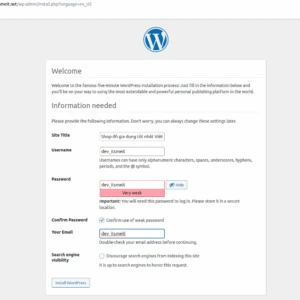 /wp-admin/install.php?language=en_US
Welcome
Welcome to the famous five-minute WordPress installation process! Just fill in the information below and
you'll be on your way to using the most extendable and powerful personal publishing platform in the world.
Information needed
Please provide the following information. Don't worry, you can always change these settings later.
Site Title
Shop đồ gia dụng tốt nhất Việt
Username
dev_itsmeit
Usernames can have only alphanumeric characters, spaces, underscores, hyphens,
periods, and the @ symbol.
Password
dev_itsmeit
Hide
Very weak
Important: You will need this password to log in. Please store it in a secure
location.
Confirm Password
Confirm use of weak password
Your Email
dev_itsmeit
Double-check your email address before continuing.
Search engine
visibility
Discourage search engines from indexing this site
It is up to search engines to honor this request.
Install WordPress